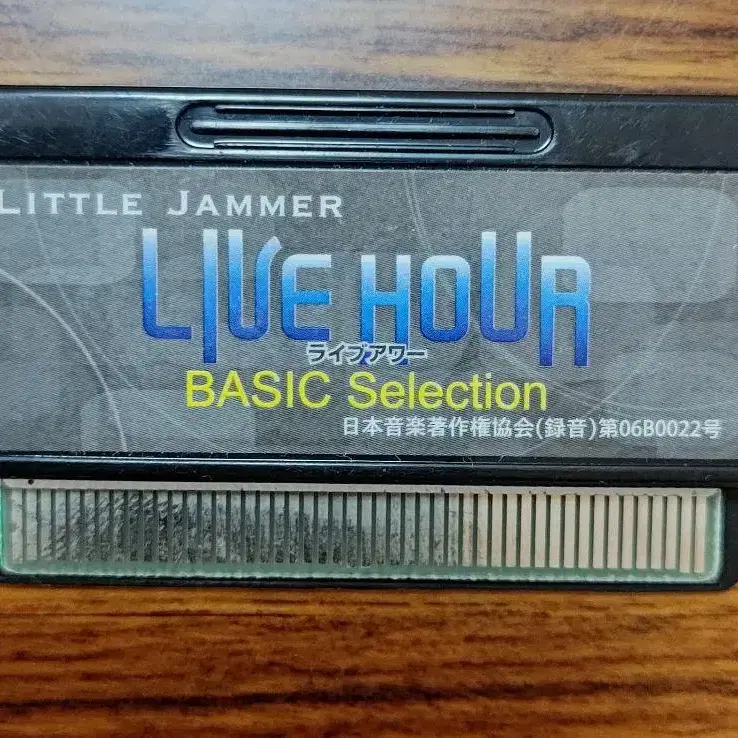 LITTLE JAMMER
LIVE HOUR
ライブアワー
BASIC Selection
日本音楽著作権協会(録音)第06B0022号